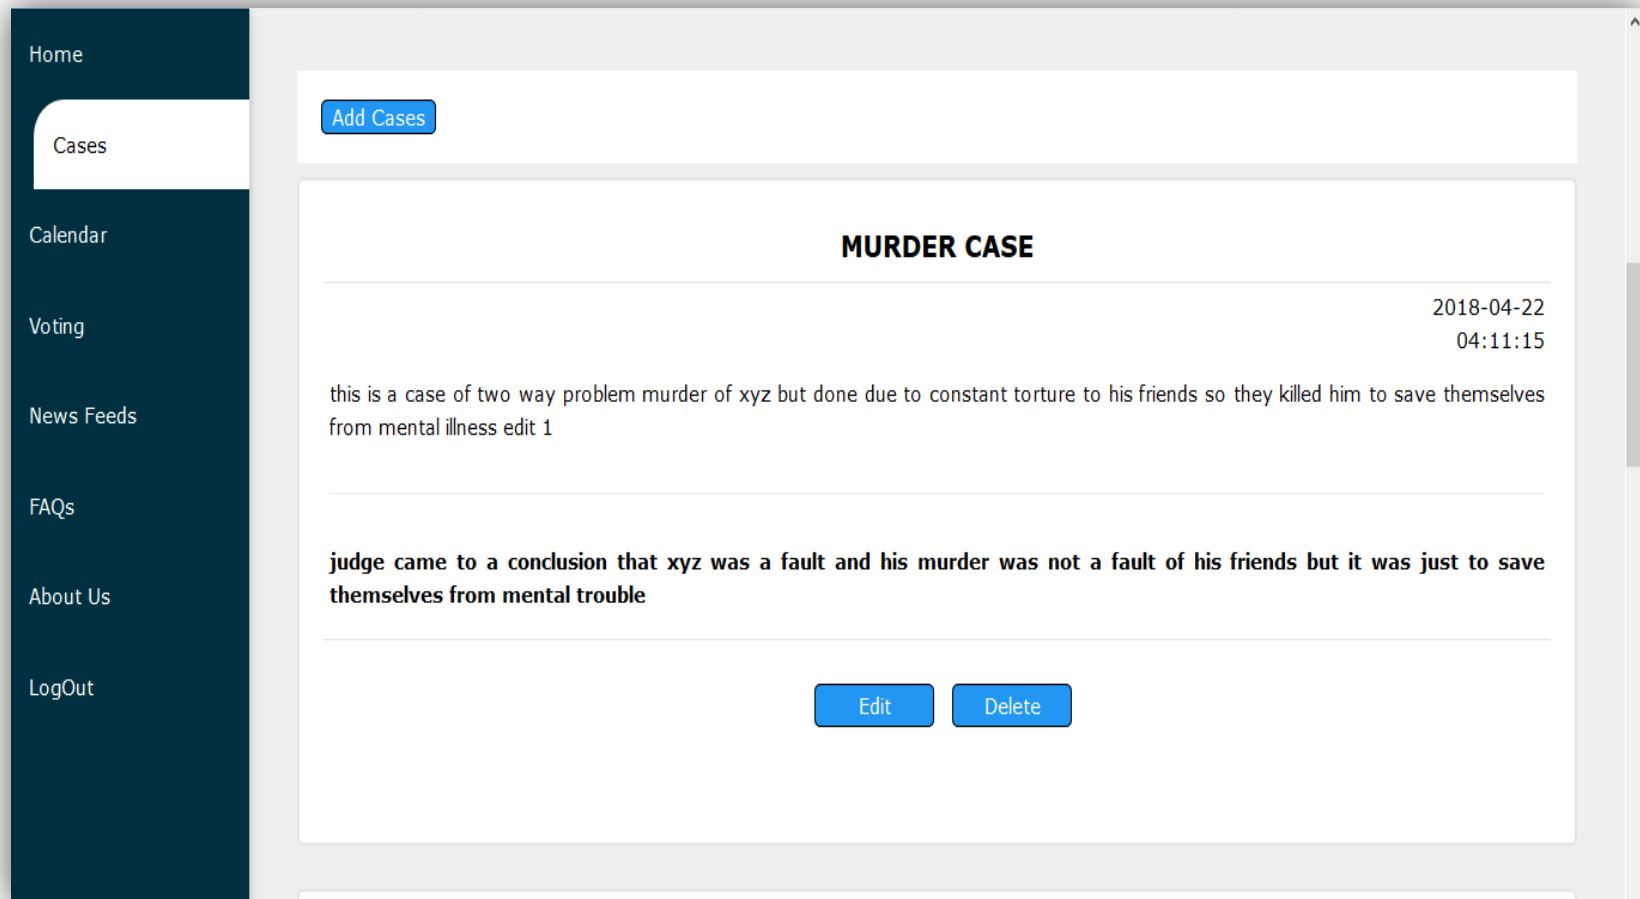 Home
Cases
Calendar
Voting
News Feeds
FAQs
About Us
LogOut
Add Cases
MURDER CASE
2018-04-22
04:11:15
this is a case of two way problem murder of xyz but done due to constant torture to his friends so they killed him to save themselves
from mental illness edit 1
judge came to a conclusion that xyz was a fault and his murder was not a fault of his friends but it was just to save
themselves from mental trouble
Edit
Delete